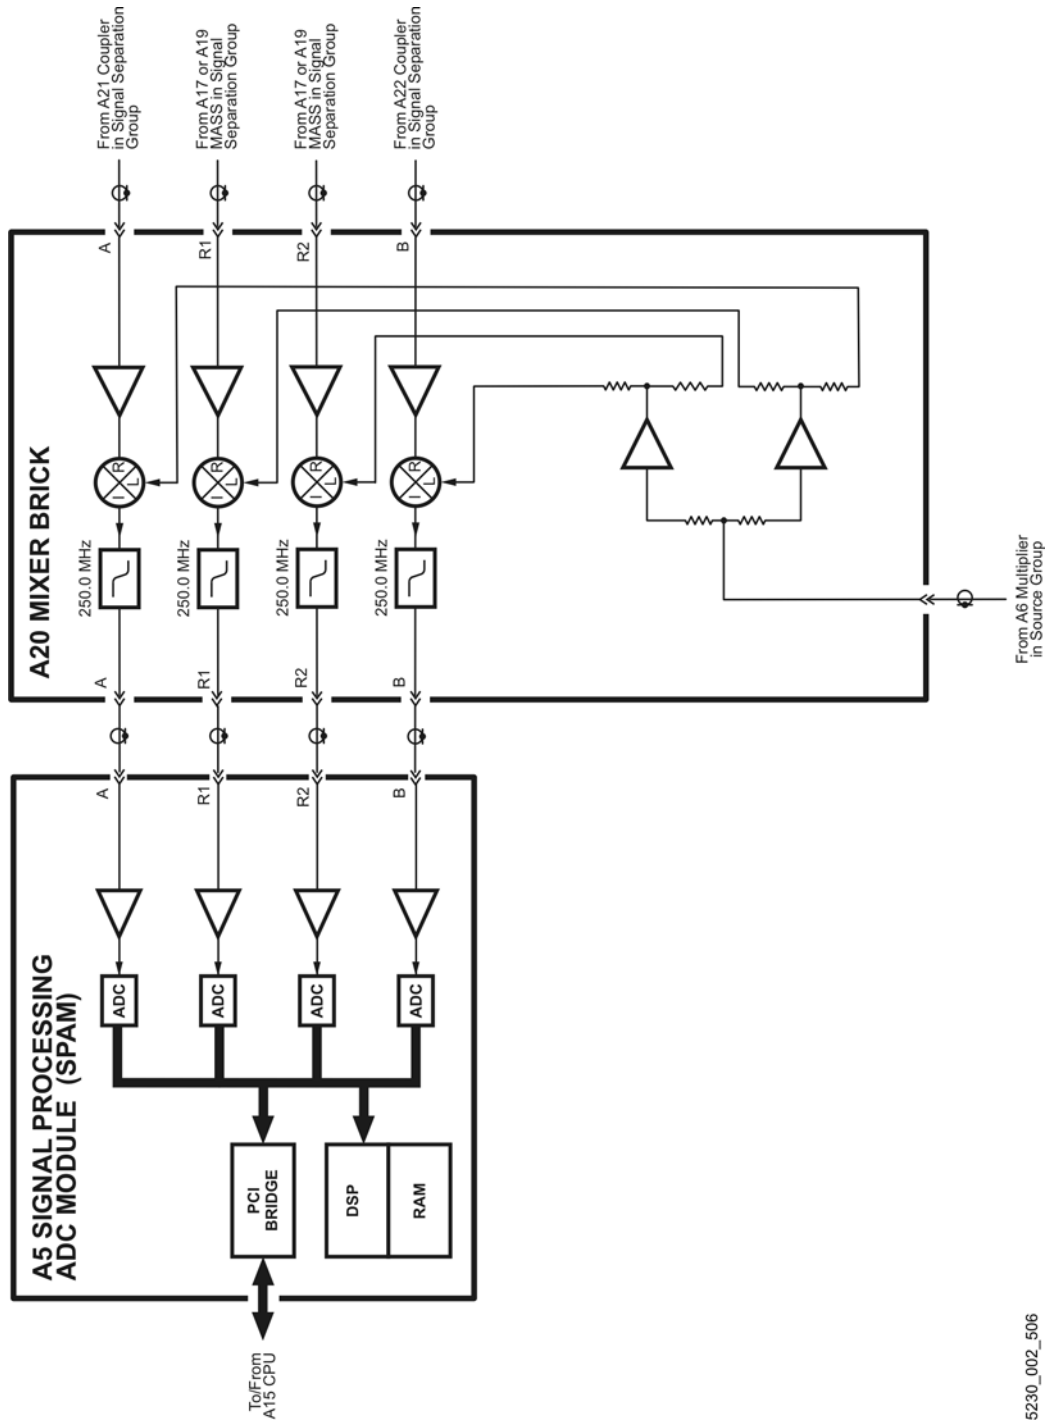 From A21 Coupler
in Signal Separation
Group
From A17 or A19
MASS in Signal
Separation Group
From A17 or A19
MASS in Signal
Separation Group
From A22 Coupler
in Signal Separation
Group
A
R1
R2
B
A20 MIXER BRICK
I
R
L
I
R
L
I
R
L
I
R
L
250.0 MHz
250.0 MHz
250.0 MHz
250.0 MHz
A
R1
R2
B
From A6 Multiplier
in Source Group
A
R1
R2
B
A5 SIGNAL PROCESSING
ADC MODULE (SPAM)
ADC
ADC
ADC
ADC
PCI
BRIDGE
DSP
RAM
To/From
A15 CPU
5230_002_506